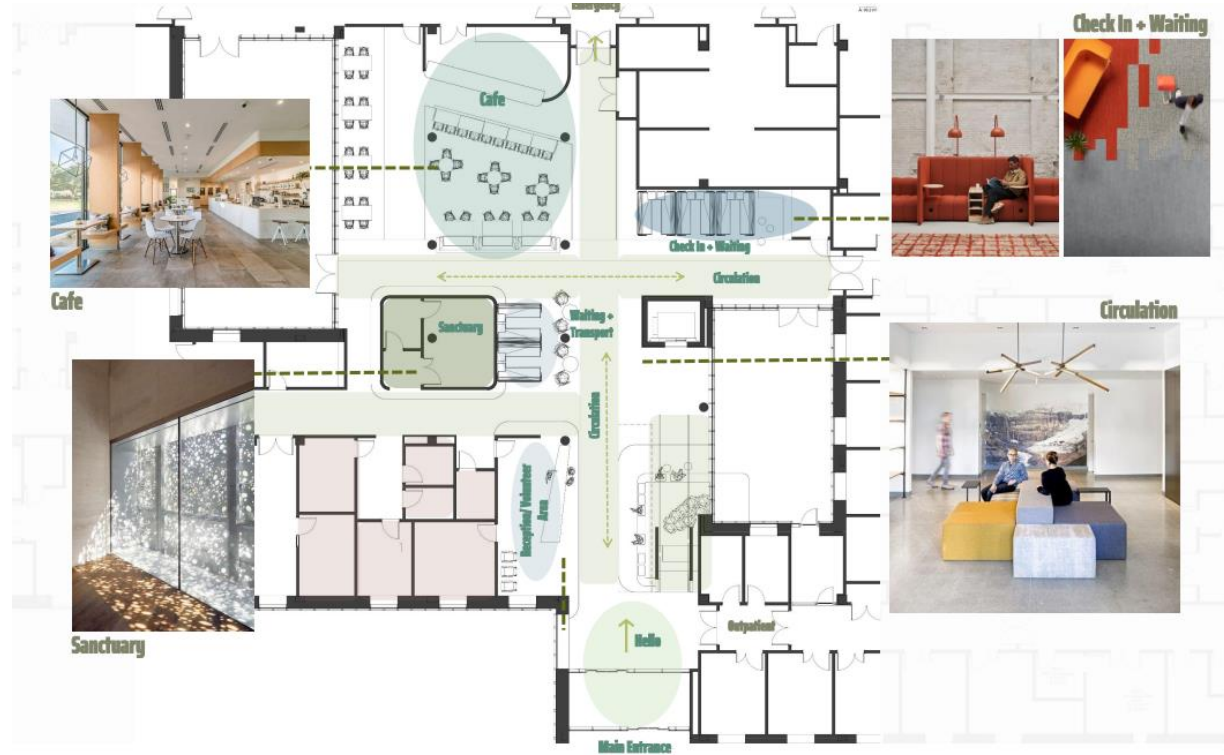 Emergency
Check In + Waiting
Cafe
Cafe
Check In + Waiting
Circulation
Circulation
Sanctuary
Waiting +
Transport
Circulation
Reception/ Volunteer
Area
Sanctuary
Hello
Outpatient
Main Entrance